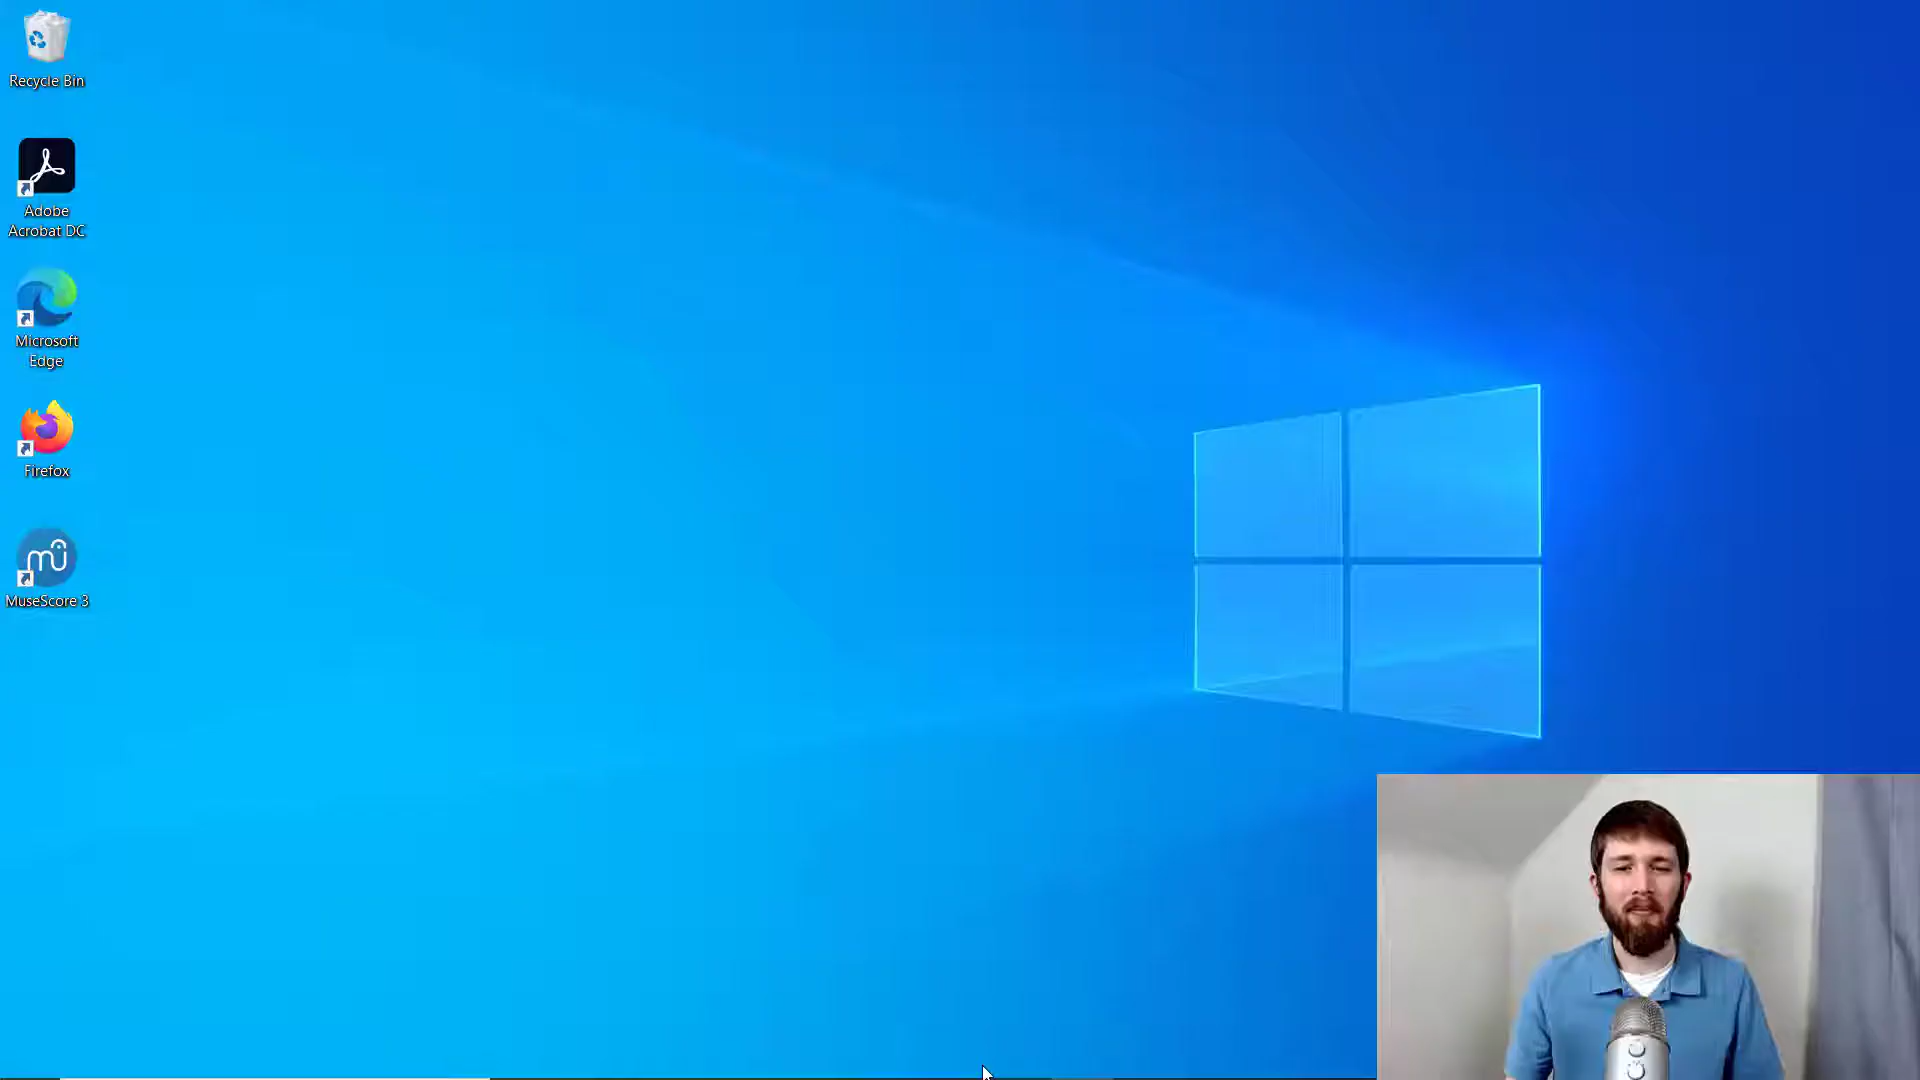 Recycle Bin
Adobe
Acrobat DC
Microsoft
Edge
Firefox
MuseScore 3